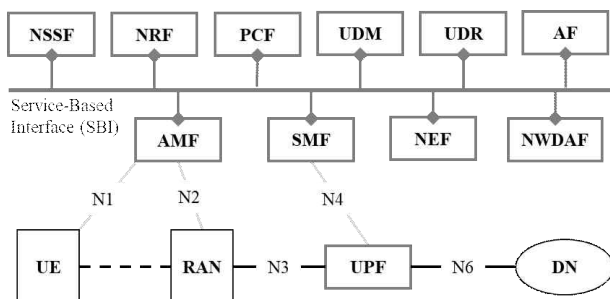 NSSF
NRF
PCF
UDM
UDR
AF
Service-Based
Interface (SBI)
AMF
SMF
NEF
NWDAF
N1
N2
N4
UE
RAN
N3
UPF
N6
DN